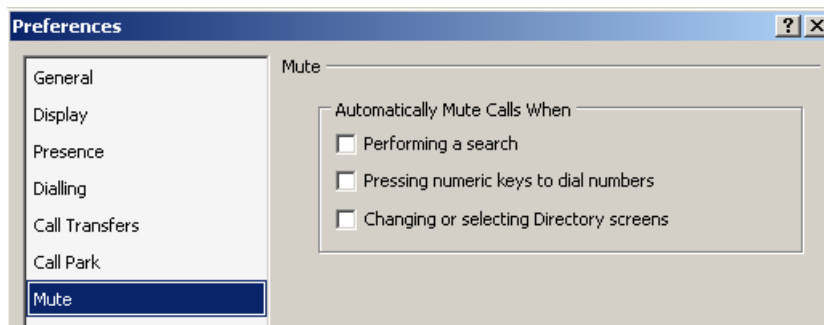 Preferences
General
Display
Presence
Dialling
Call Transfers
Call Park
Mute
Mute
Automatically Mute Calls When
Performing a search
Pressing numeric keys to dial numbers
Changing or selecting Directory screens